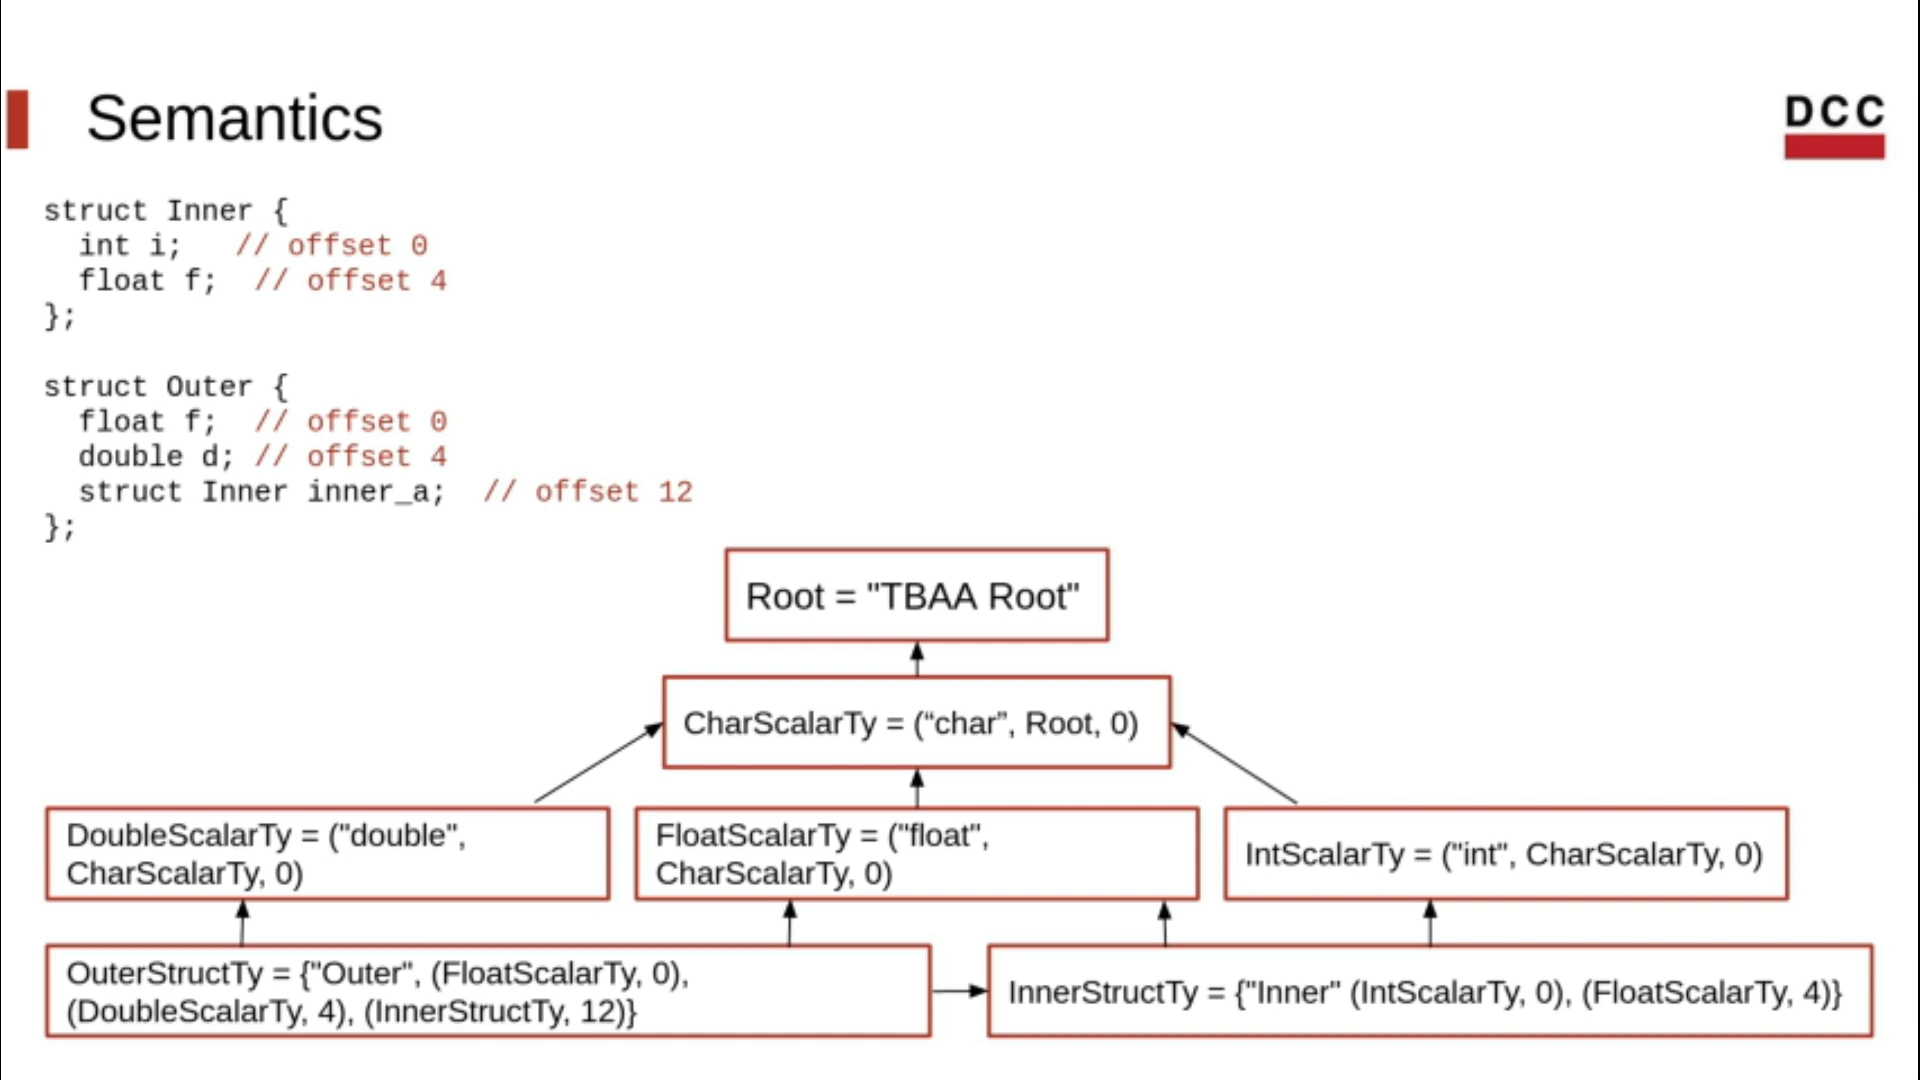 Semantics
DCC
struct Inner {
  int i;   // offset 0
  float f;  // offset 4
};
struct Outer {
  float f;  // offset 0
  double d; // offset 4
  struct Inner inner_a;  // offset 12
};
Root = "TBAA Root"
CharScalarTy = (“char”, Root, 0)
DoubleScalarTy = ("double",
CharScalarTy, 0)
FloatScalarTy = ("float",
CharScalarTy, 0)
IntScalarTy = ("int", CharScalarTy, 0)
OuterStructTy = {"Outer", (FloatScalarTy, 0),
(DoubleScalarTy, 4), (InnerStructTy, 12)}
InnerStructTy = {"Inner" (IntScalarTy, 0), (FloatScalarTy, 4)}